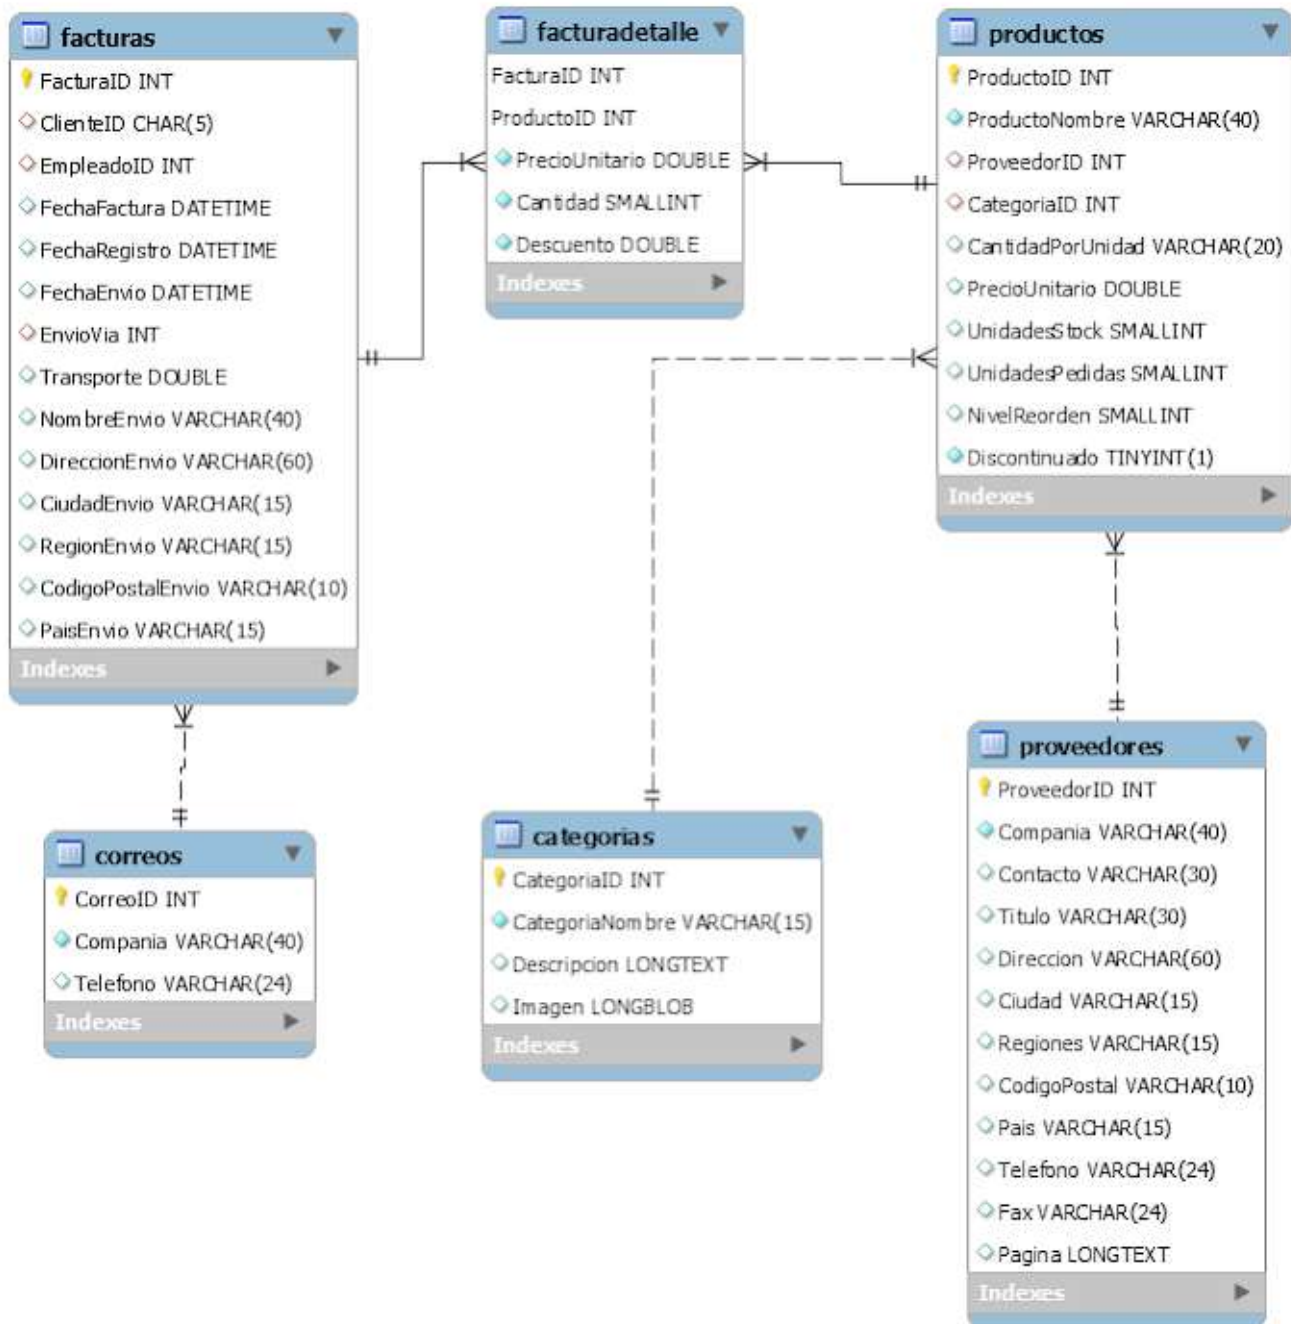 facturas
FacturaID INT
ClienteID CHAR(5)
EmpleadoID INT
FechaFactura DATETIME
FechaRegistro DATETIME
FechaEnvio DATETIME
EnvioVia INT
Transporte DOUBLE
NombreEnvio VARCHAR(40)
DireccionEnvio VARCHAR(60)
CiudadEnvio VARCHAR(15)
RegionEnvio VARCHAR(15)
CodigoPostalEnvio VARCHAR(10)
PaisEnvio VARCHAR(15)
Indexes
facturadetalle
FacturaID INT
ProductoID INT
PrecioUnitario DOUBLE
Cantidad SMALLINT
Descuento DOUBLE
Indexes
productos
ProductoID INT
ProductoNombre VARCHAR(40)
ProveedorID INT
CategoriaID INT
CantidadPorUnidad VARCHAR(20)
PrecioUnitario DOUBLE
UnidadesStock SMALLINT
UnidadesPedidas SMALLINT
NivelReorden SMALLINT
Discontinuado TINYINT(1)
Indexes
correos
CorreoID INT
Compania VARCHAR(40)
Telefono VARCHAR(24)
Indexes
categorias
CategoriaID INT
CategoriaNombre VARCHAR(15)
Descripcion LONGTEXT
Imagen LONGBLOB
Indexes
proveedores
ProveedorID INT
Compania VARCHAR(40)
Contacto VARCHAR(30)
Titulo VARCHAR(30)
Direccion VARCHAR(60)
Ciudad VARCHAR(15)
Regiones VARCHAR(15)
CodigoPostal VARCHAR(10)
Pais VARCHAR(15)
Telefono VARCHAR(24)
Fax VARCHAR(24)
Pagina LONGTEXT
Indexes